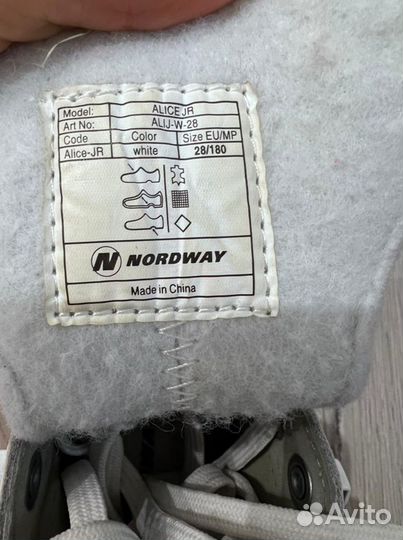 Model: ALICE JR
Art No: ALIJ-W-28
Code Color Size EU/MP
Alice-JR white 28/180
N NORDWAY
Made in China
Avito